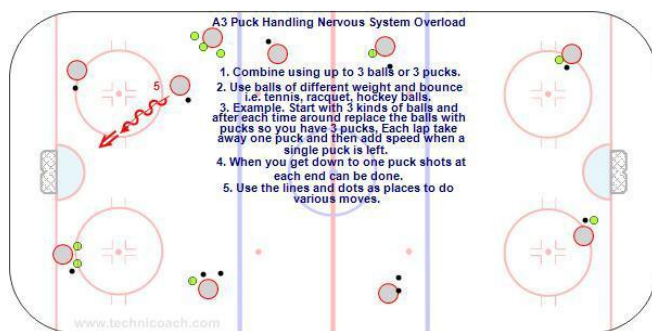 A3 Puck Handling Nervous System Overload
1. Combine using up to 3 balls or 3 pucks.
2. Use balls of different weight and bounce
i.e. tennis, racquet, hockey balls.
3. Example. Start with 3 kinds of balls and
after each time around replace the balls with
pucks so you have 3 pucks. Each lap take
away one puck and then add speed when a
single puck is left.
4. When you get down to one puck shots at
each end can be done.
5. Use the lines and dots as places to do
various moves.
5
www.technicoach.com